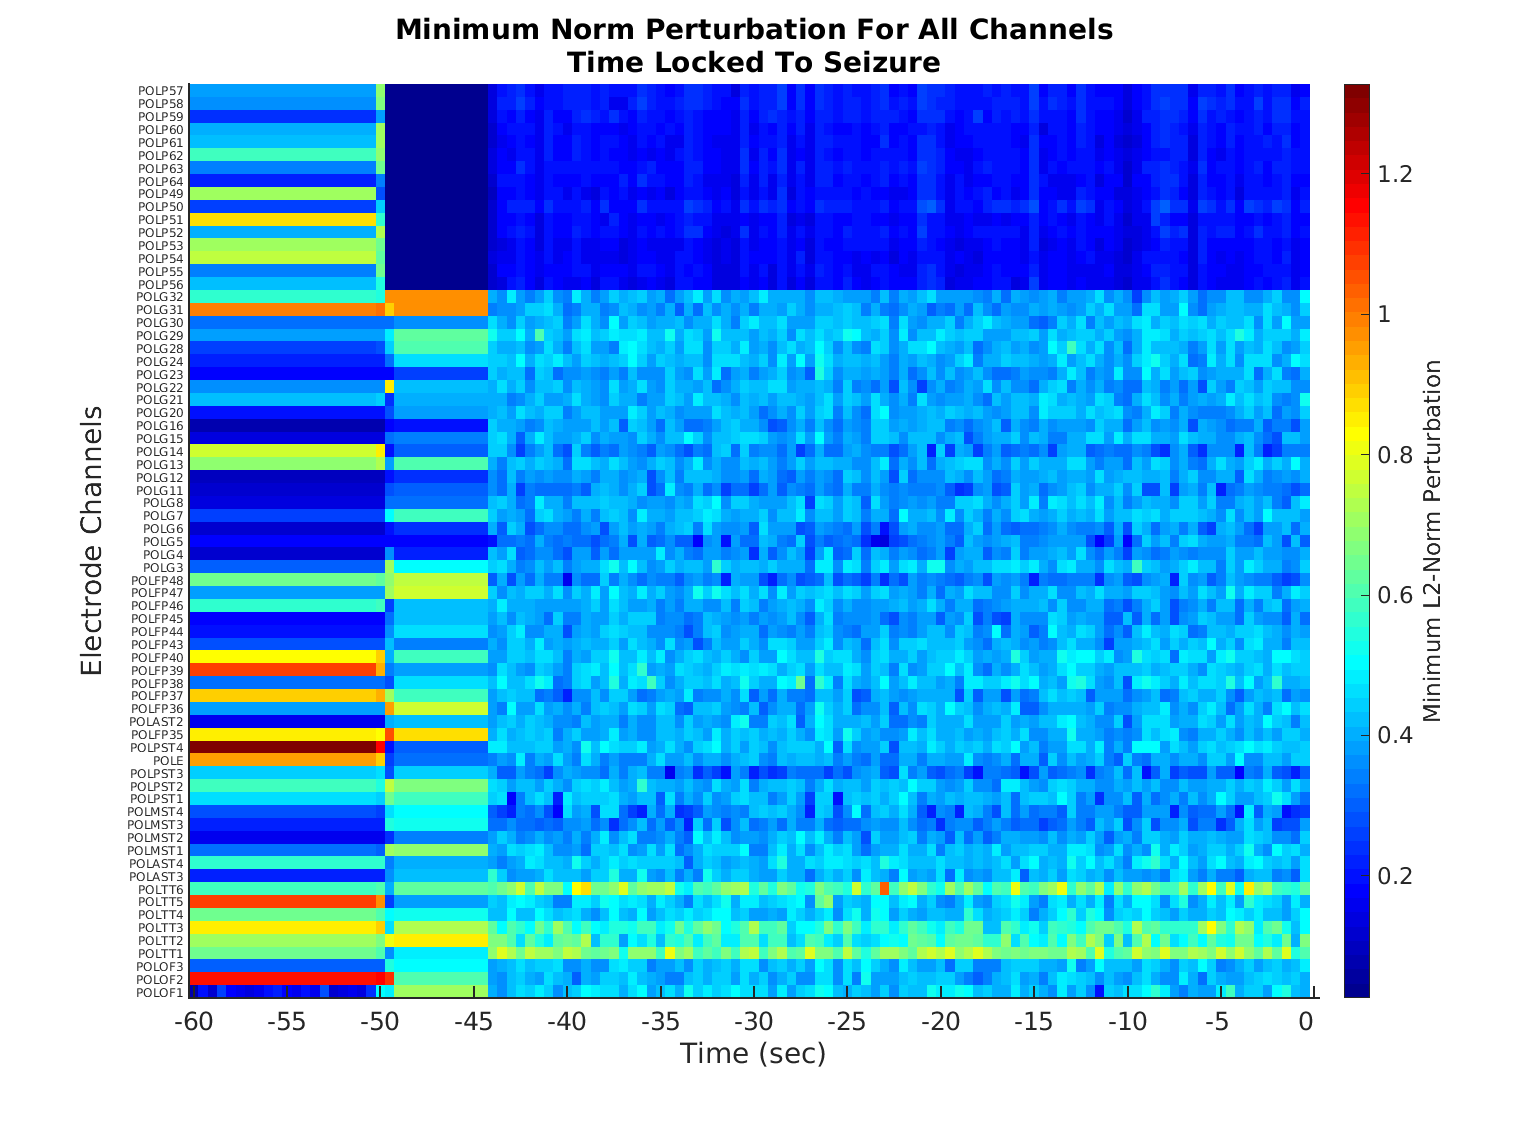 Minimum Norm Perturbation For All Channels
Time Locked To Seizure
Electrode Channels
POLP57
POLP58
POLP59
POLP60
POLP61
POLP62
POLP63
POLP64
POLP49
POLP50
POLP51
POLP52
POLP53
POLP54
POLP55
POLP56
POLG32
POLG31
POLG30
POLG29
POLG28
POLG24
POLG23
POLG22
POLG21
POLG20
POLG16
POLG15
POLG14
POLG13
POLG12
POLG11
POLG8
POLG7
POLG6
POLG5
POLG4
POLG3
POLFP48
POLFP47
POLFP46
POLFP45
POLFP44
POLFP43
POLFP40
POLFP39
POLFP38
POLFP37
POLFP36
POLAST2
POLFP35
POLPST4
POLE
POLPST3
POLPST2
POLPST1
POLMST4
POLMST3
POLMST2
POLMST1
POLAST4
POLAST3
POLTT6
POLTT5
POLTT4
POLTT3
POLTT2
POLTT1
POLOF3
POLOF2
POLOF1
-60 -55 -50 -45 -40 -35 -30 -25 -20 -15 -10 -5 0
Time (sec)
1.2
1
0.8
0.6
0.4
0.2
Minimum L2-Norm Perturbation